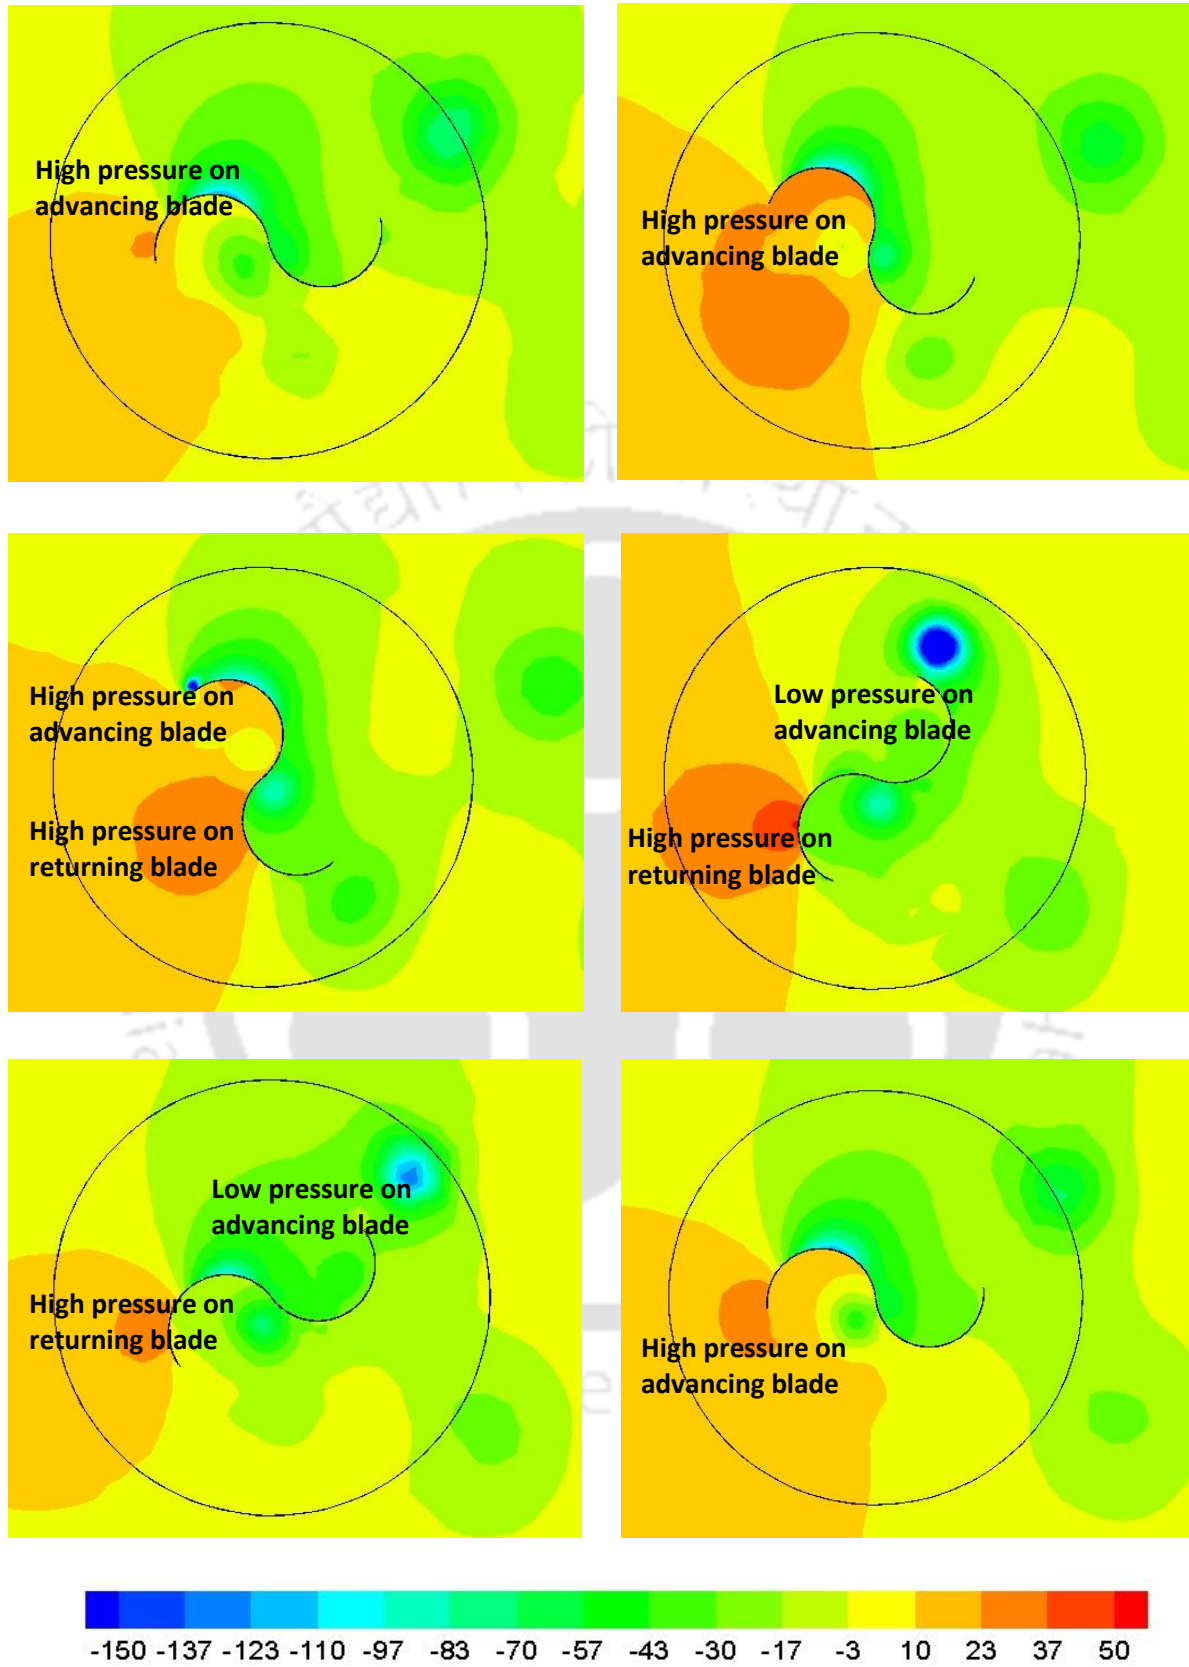 High pressure on
advancing blade
High pressure on
advancing blade
High pressure on
advancing blade
High pressure on
returning blade
Low pressure on
advancing blade
High pressure on
returning blade
Low pressure on
advancing blade
High pressure on
returning blade
High pressure on
advancing blade
-150 -137 -123 -110 -97 -83 -70 -57 -43 -30 -17 -3 10 23 37 50